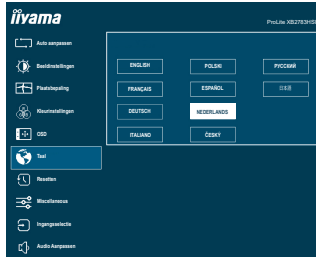 iiyama
ProLite XB2783HS
Auto aanpassen
Beeldinstellingen
Plaatsbepaling
Kleurinstellingen
OSD
Taal
Resetten
Miscellaneous
Ingangsselectie
Audio Aanpassen
ENGLISH
POLSKI
РУССКИЙ
FRANÇAIS
ESPAÑOL
日本語
DEUTSCH
NEDERLANDS
ITALIANO
ČESKÝ